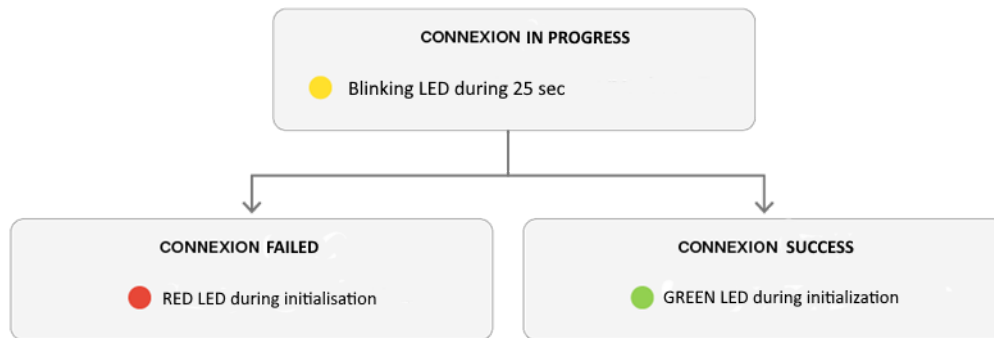 CONNEXION IN PROGRESS
Blinking LED during 25 sec
CONNEXION FAILED
RED LED during initialisation
CONNEXION SUCCESS
GREEN LED during initialization